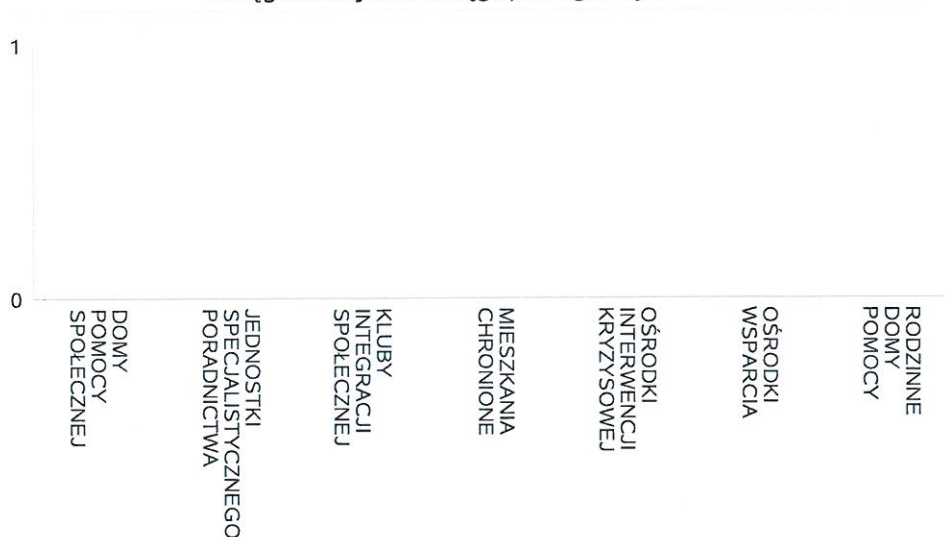 1
0
DOMY
POMOCY
SPOŁECZNEJ
JEDNOSTKI
SPECJALISTYCZNEGO
PORADNICTWA
KLUBY
INTEGRACJI
SPOŁECZNEJ
MIESZKANIA
CHRONIONE
OŚRODKI
INTERWENCJI
KRYZYSOWEJ
OŚRODKI
WSPARCIA
RODZINNE
DOMY
POMOCY